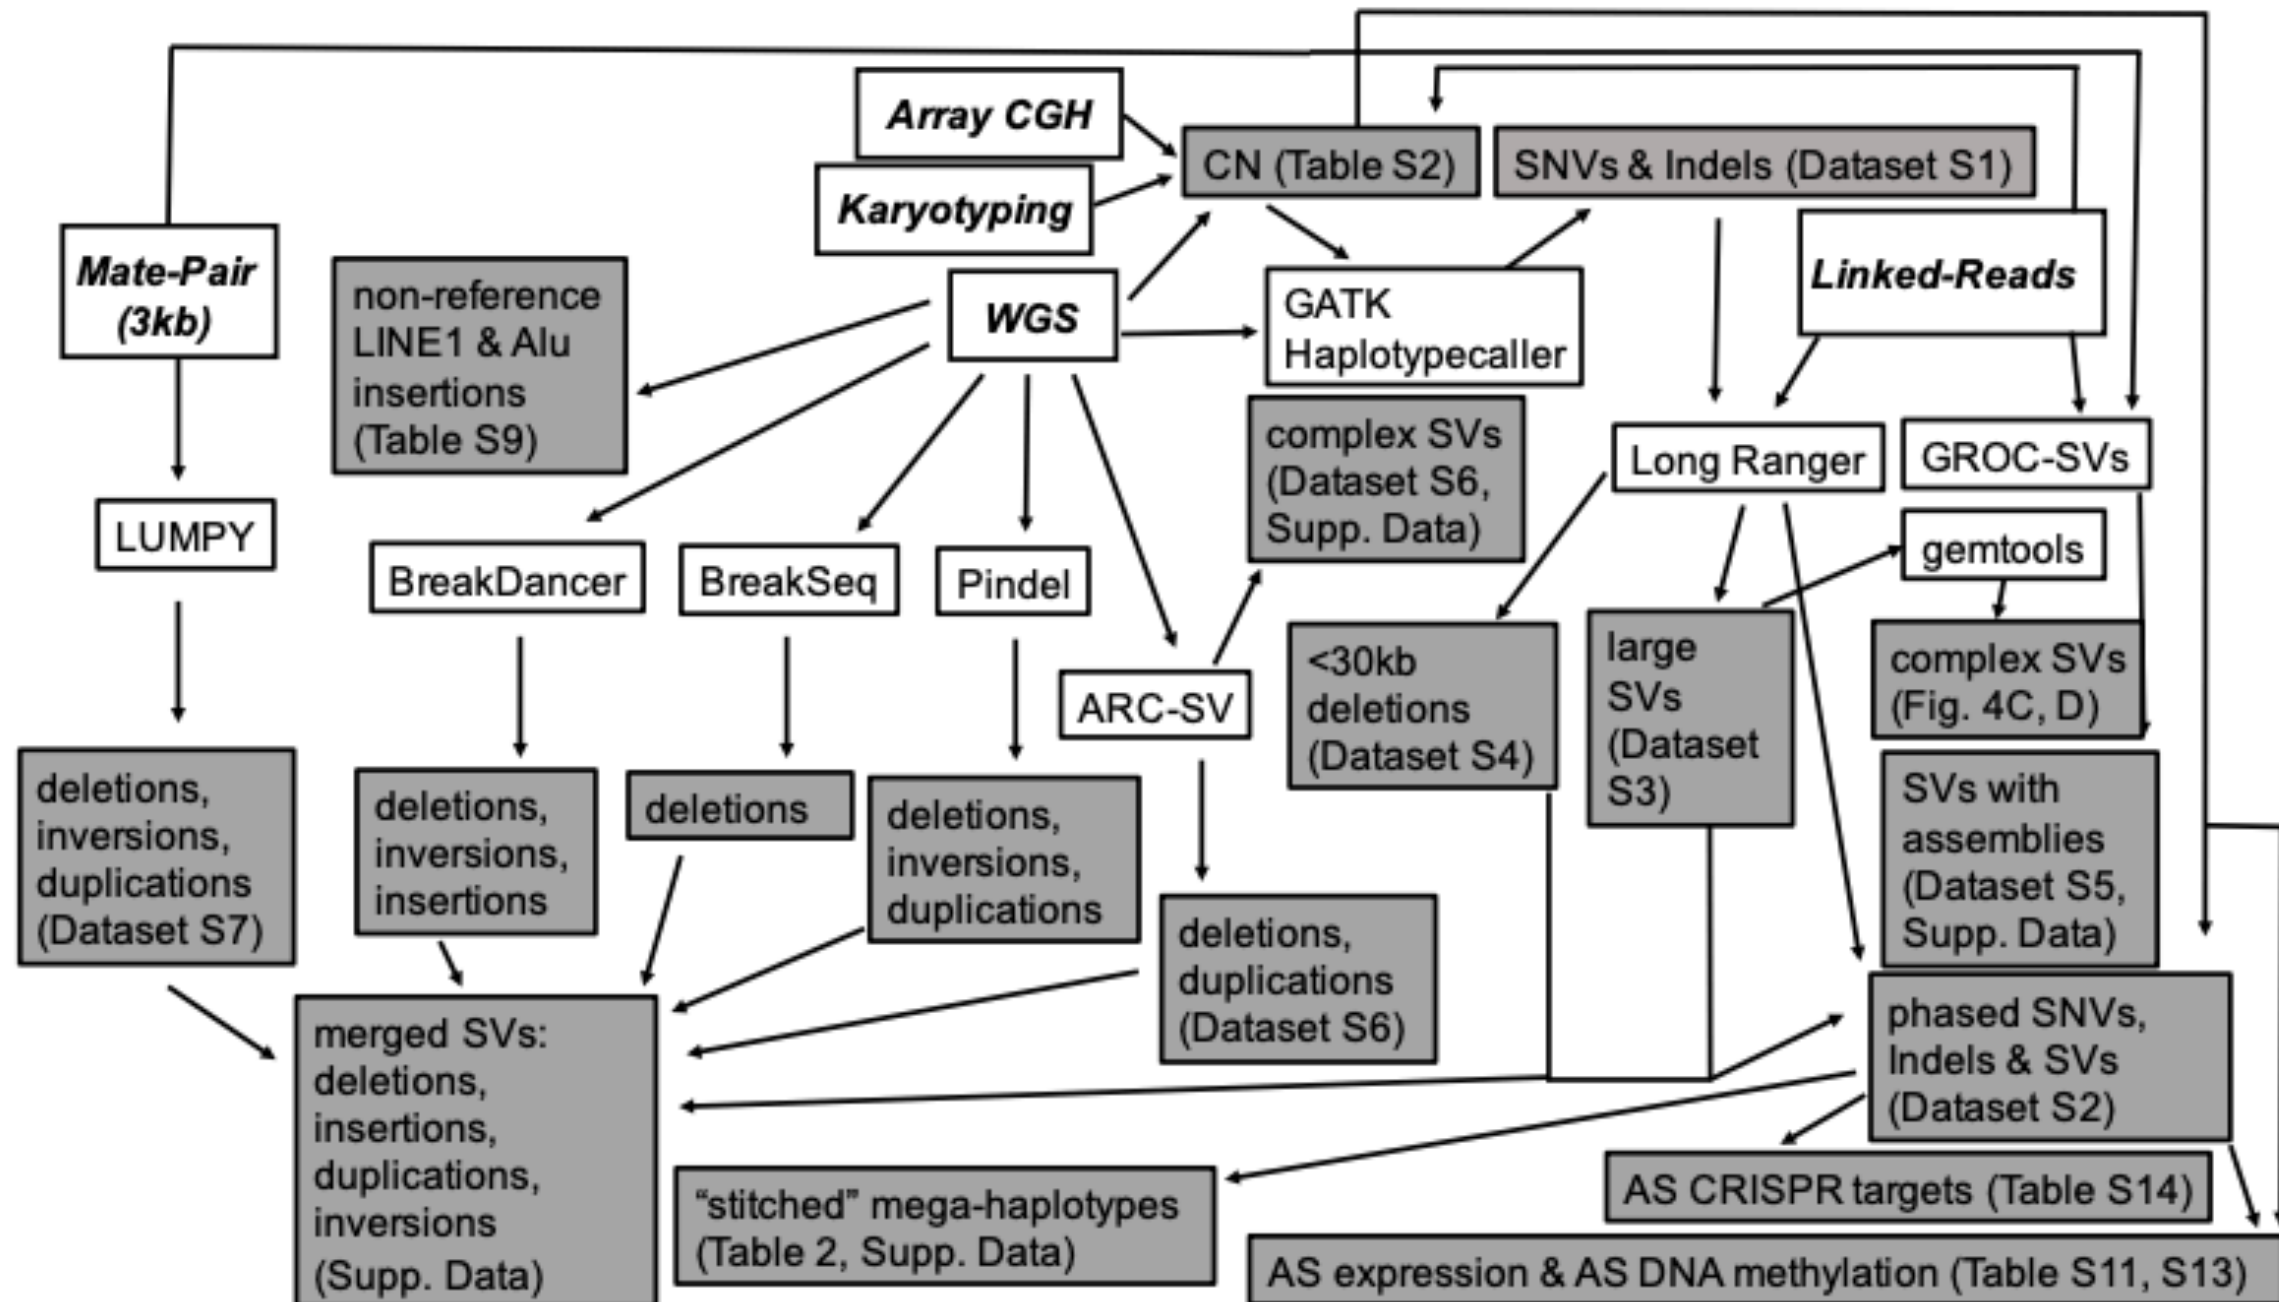 Array CGH
CN (Table S2)
SNVs & Indels (Dataset S1)
Karyotyping
Mate-Pair
(3kb)
non-reference
LINE1 & Alu
insertions
(Table S9)
WGS
GATK
Haplotypecaller
Linked-Reads
complex SVs
(Dataset S6,
Supp. Data)
Long Ranger
GROC-SVs
LUMPY
BreakDancer
BreakSeq
Pindel
gemtools
ARC-SV
<30kb
deletions
(Dataset S4)
large
SVs
(Dataset
S3)
complex SVs
(Fig. 4C, D)
deletions,
inversions,
duplications
(Dataset S7)
deletions,
inversions,
insertions
deletions
deletions,
inversions,
duplications
deletions,
duplications
(Dataset S6)
SVs with
assemblies
(Dataset S5,
Supp. Data)
merged SVs:
deletions,
insertions,
duplications,
inversions
(Supp. Data)
phased SNVs,
Indels & SVs
(Dataset S2)
“stitched” mega-haplotypes
(Table 2, Supp. Data)
AS CRISPR targets (Table S14)
AS expression & AS DNA methylation (Table S11, S13)